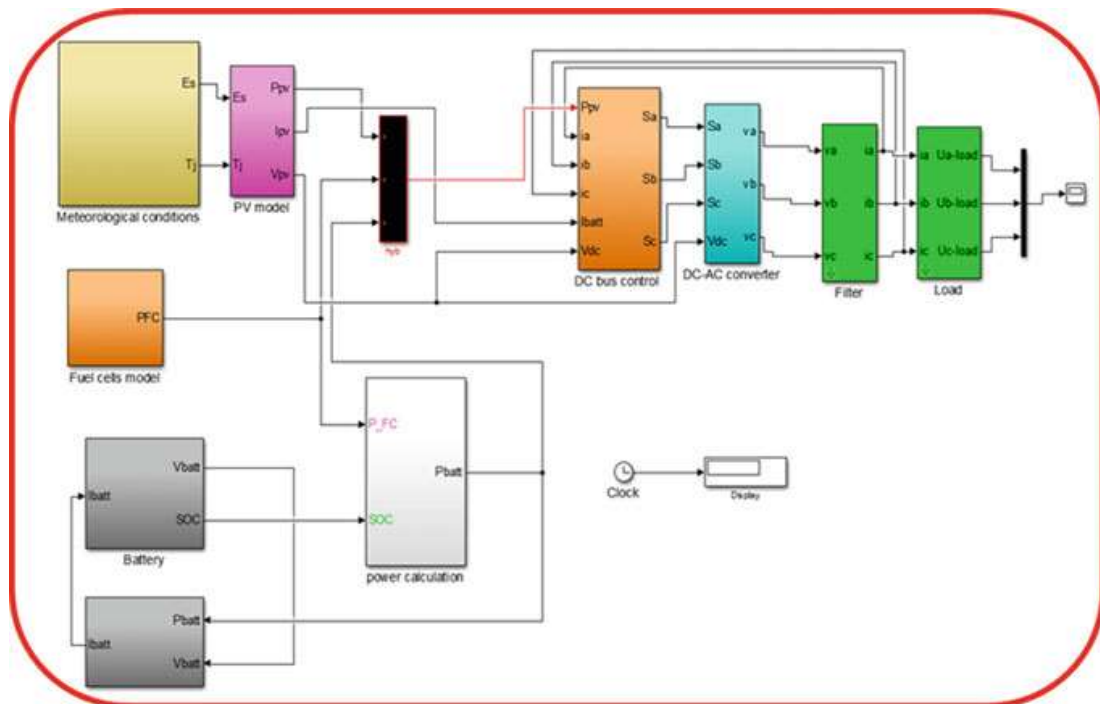 Es
Tj
Meteorological conditions
Es
Tj
Ppv
Ipv
Vpv
PV model
Ppv
ia
ib
ic
Ibatt
Vdc
Sa
Sb
Sc
DC bus control
Sa
Sb
Sc
Vdc
va
vb
vc
DC-AC converter
va
vb
vc
ia
ib
ic
Filter
ia
ib
ic
Ua-load
Ub-load
Uc-load
Load
PFC
Fuel cells model
P_FC
SOC
Pbatt
power calculation
Ibatt
Vbatt
SOC
Battery
Ibatt
Pbatt
Vbatt
Clock
Display